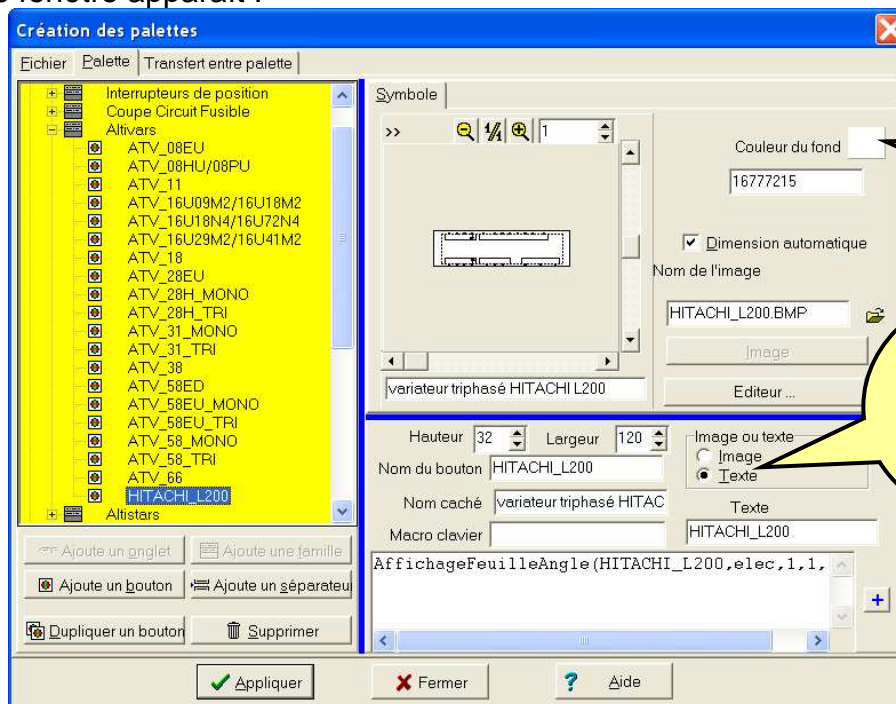 fenêtre apparaît :
Création des palettes
Fichier Palette Transfert entre palette
Interrupteurs de position
Coupe Circuit Fusible
Altivars
ATV_08EU
ATV_08HU/08PU
ATV_11
ATV_16U09M2/16U18M2
ATV_16U18N4/16U72N4
ATV_16U29M2/16U41M2
ATV_18
ATV_28EU
ATV_28H_MONO
ATV_28H_TRI
ATV_31_MONO
ATV_31_TRI
ATV_38
ATV_58ED
ATV_58EU_MONO
ATV_58EU_TRI
ATV_58_MONO
ATV_58_TRI
ATV_66
HITACHI_L200
Altistars
Ajoute un onglet
Ajoute une famille
Ajoute un bouton
Ajoute un séparateu
Dupliquer un bouton
Supprimer
Symbole
>> 1/1 1
variateur triphasé HITACHI L200
Couleur du fond
16777215
Dimension automatique
Nom de l'image
HITACHI_L200.BMP
Image
Editeur ...
Hauteur 32 Largeur 120
Nom du bouton HITACHI_L200
Nom caché variateur triphasé HITAC
Macro clavier
Image ou texte
Image
Texte
Texte
HITACHI_L200
AffichageFeuilleAngle(HITACHI_L200,elec,1,1,
+
Appliquer
Fermer
? Aide